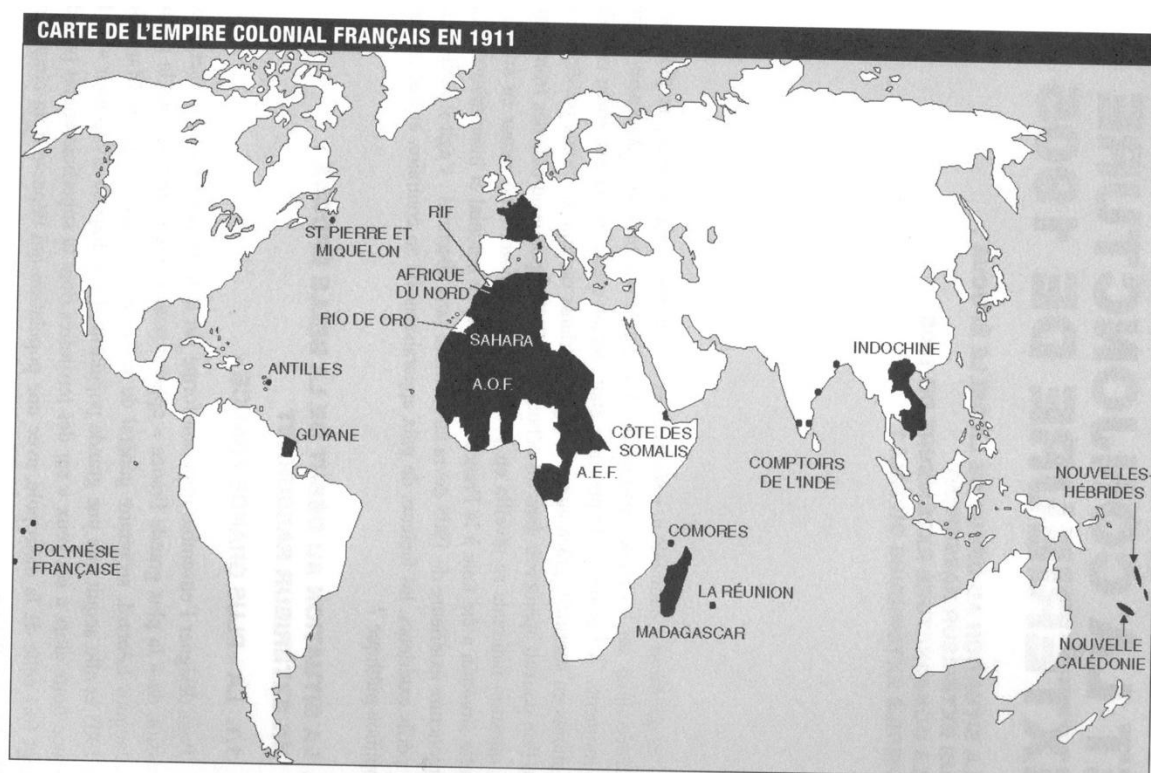 CARTE DE L'EMPIRE COLONIAL FRANÇAIS EN 1911
RIF
ST PIERRE ET
MIQUELON
AFRIQUE
DU NORD
RIO DE ORO
SAHARA
INDOCHINE
ANTILLES
A.O.F.
GUYANE
CÔTE DES
SOMALIS
A.E.F.
COMPTOIRS
DE L'INDE
NOUVELLES-
HÉBRIDES
COMORES
POLYNÉSIE
FRANÇAISE
LA RÉUNION
MADAGASCAR
NOUVELLE
CALÉDONIE